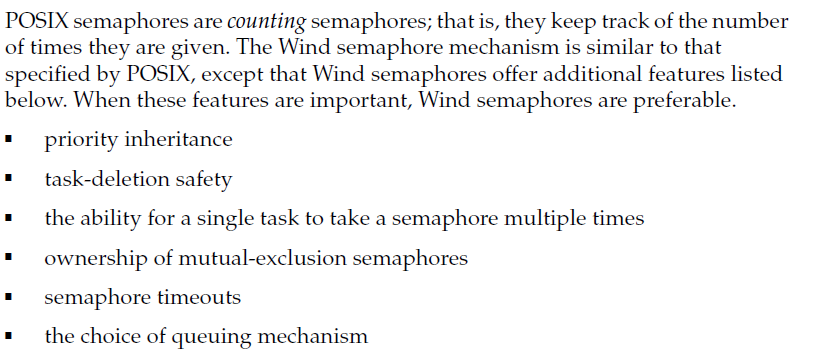 POSIX semaphores are counting semaphores; that is, they keep track of the number
of times they are given. The Wind semaphore mechanism is similar to that
specified by POSIX, except that Wind semaphores offer additional features listed
below. When these features are important, Wind semaphores are preferable.
▪ priority inheritance
▪ task-deletion safety
▪ the ability for a single task to take a semaphore multiple times
▪ ownership of mutual-exclusion semaphores
▪ semaphore timeouts
▪ the choice of queuing mechanism